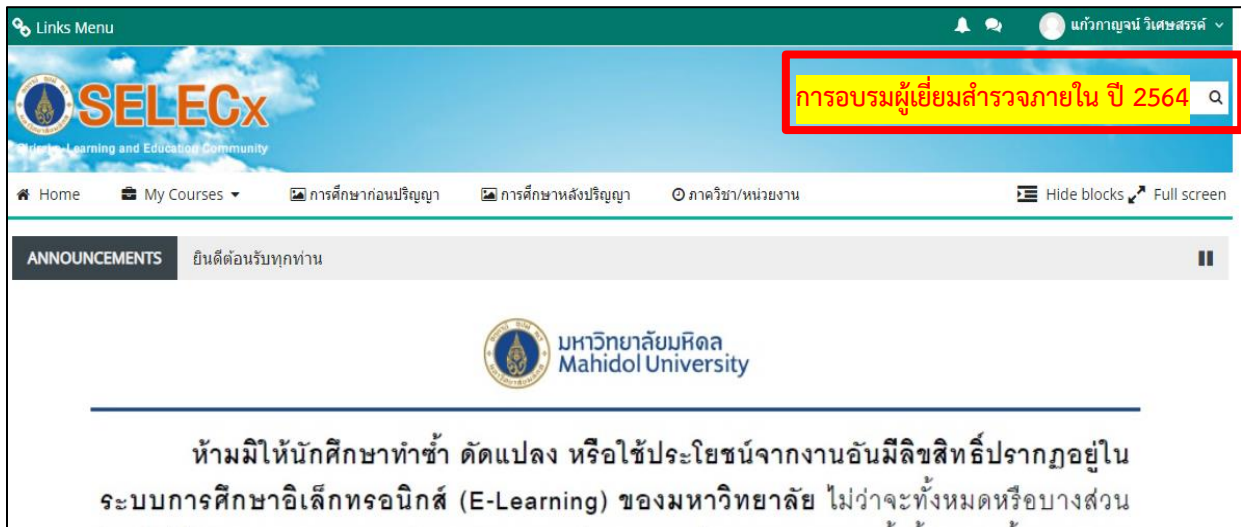 Links Menu
แก้วกาญจน์ วิเศษสรรค์
SELECx
การอบรมผู้เยี่ยมสำรวจภายใน ปี 2564
Learning and Education Community
Home My Courses การศึกษาก่อนปริญญา การศึกษาหลังปริญญา ภาควิชา/หน่วยงาน Hide blocks Full screen
ANNOUNCEMENTS ยินดีต้อนรับทุกท่าน
มหาวิทยาลัยมหิดล
Mahidol University
ห้ามมิให้นักศึกษาทำซ้ำ ดัดแปลง หรือใช้ประโยชน์จากงานอันมีลิขสิทธิ์ปรากฏอยู่ใน
ระบบการศึกษาอิเล็กทรอนิกส์ (E-Learning) ของมหาวิทยาลัย ไม่ว่าจะทั้งหมดหรือบางส่วน